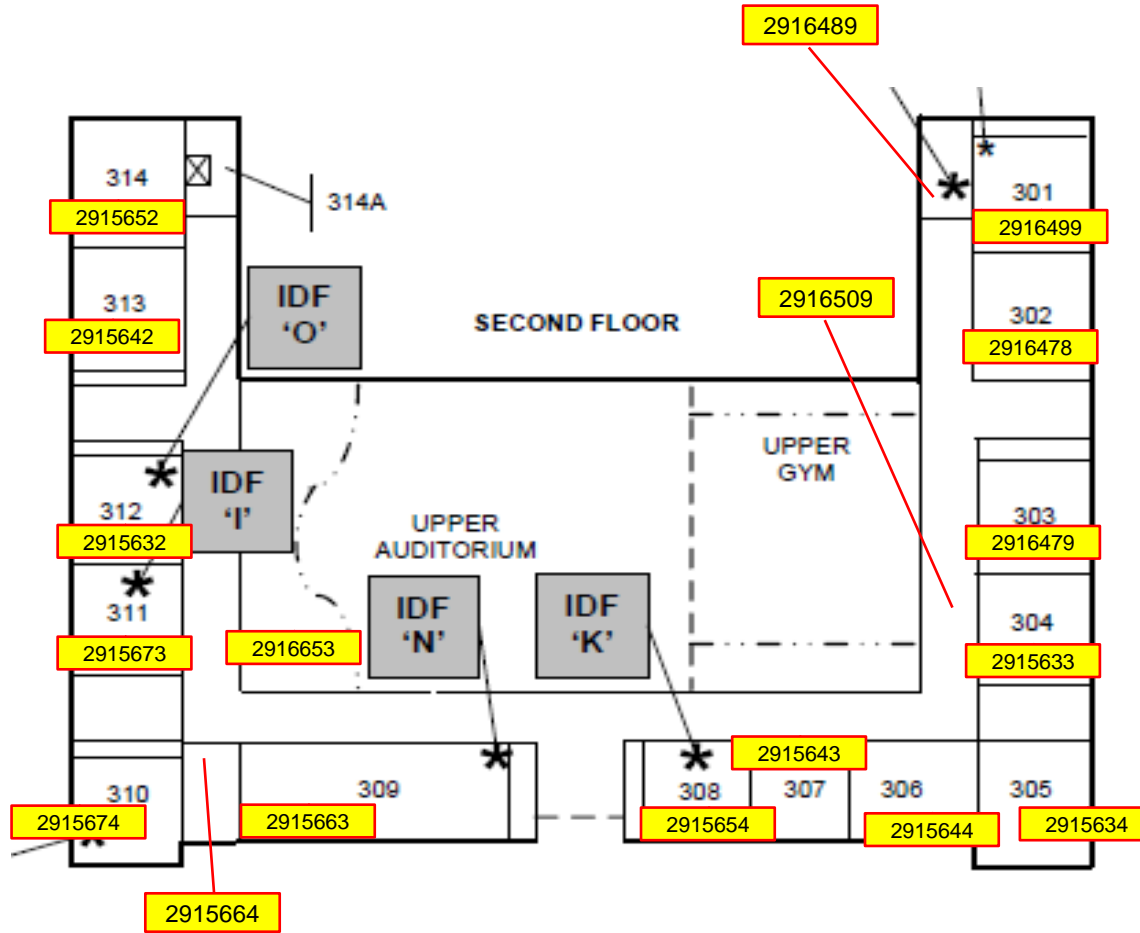 2916489
314
2915652
314A
301
2916499
313
2915642
IDF
‘O’
SECOND FLOOR
2916509
302
2916478
312
2915632
IDF
‘I’
UPPER
GYM
UPPER
AUDITORIUM
303
2916479
311
2915673
2916653
IDF
‘N’
IDF
‘K’
304
2915633
310
2915674
309
2915663
2915643
308
2915654
307
306
2915644
305
2915634
2915664